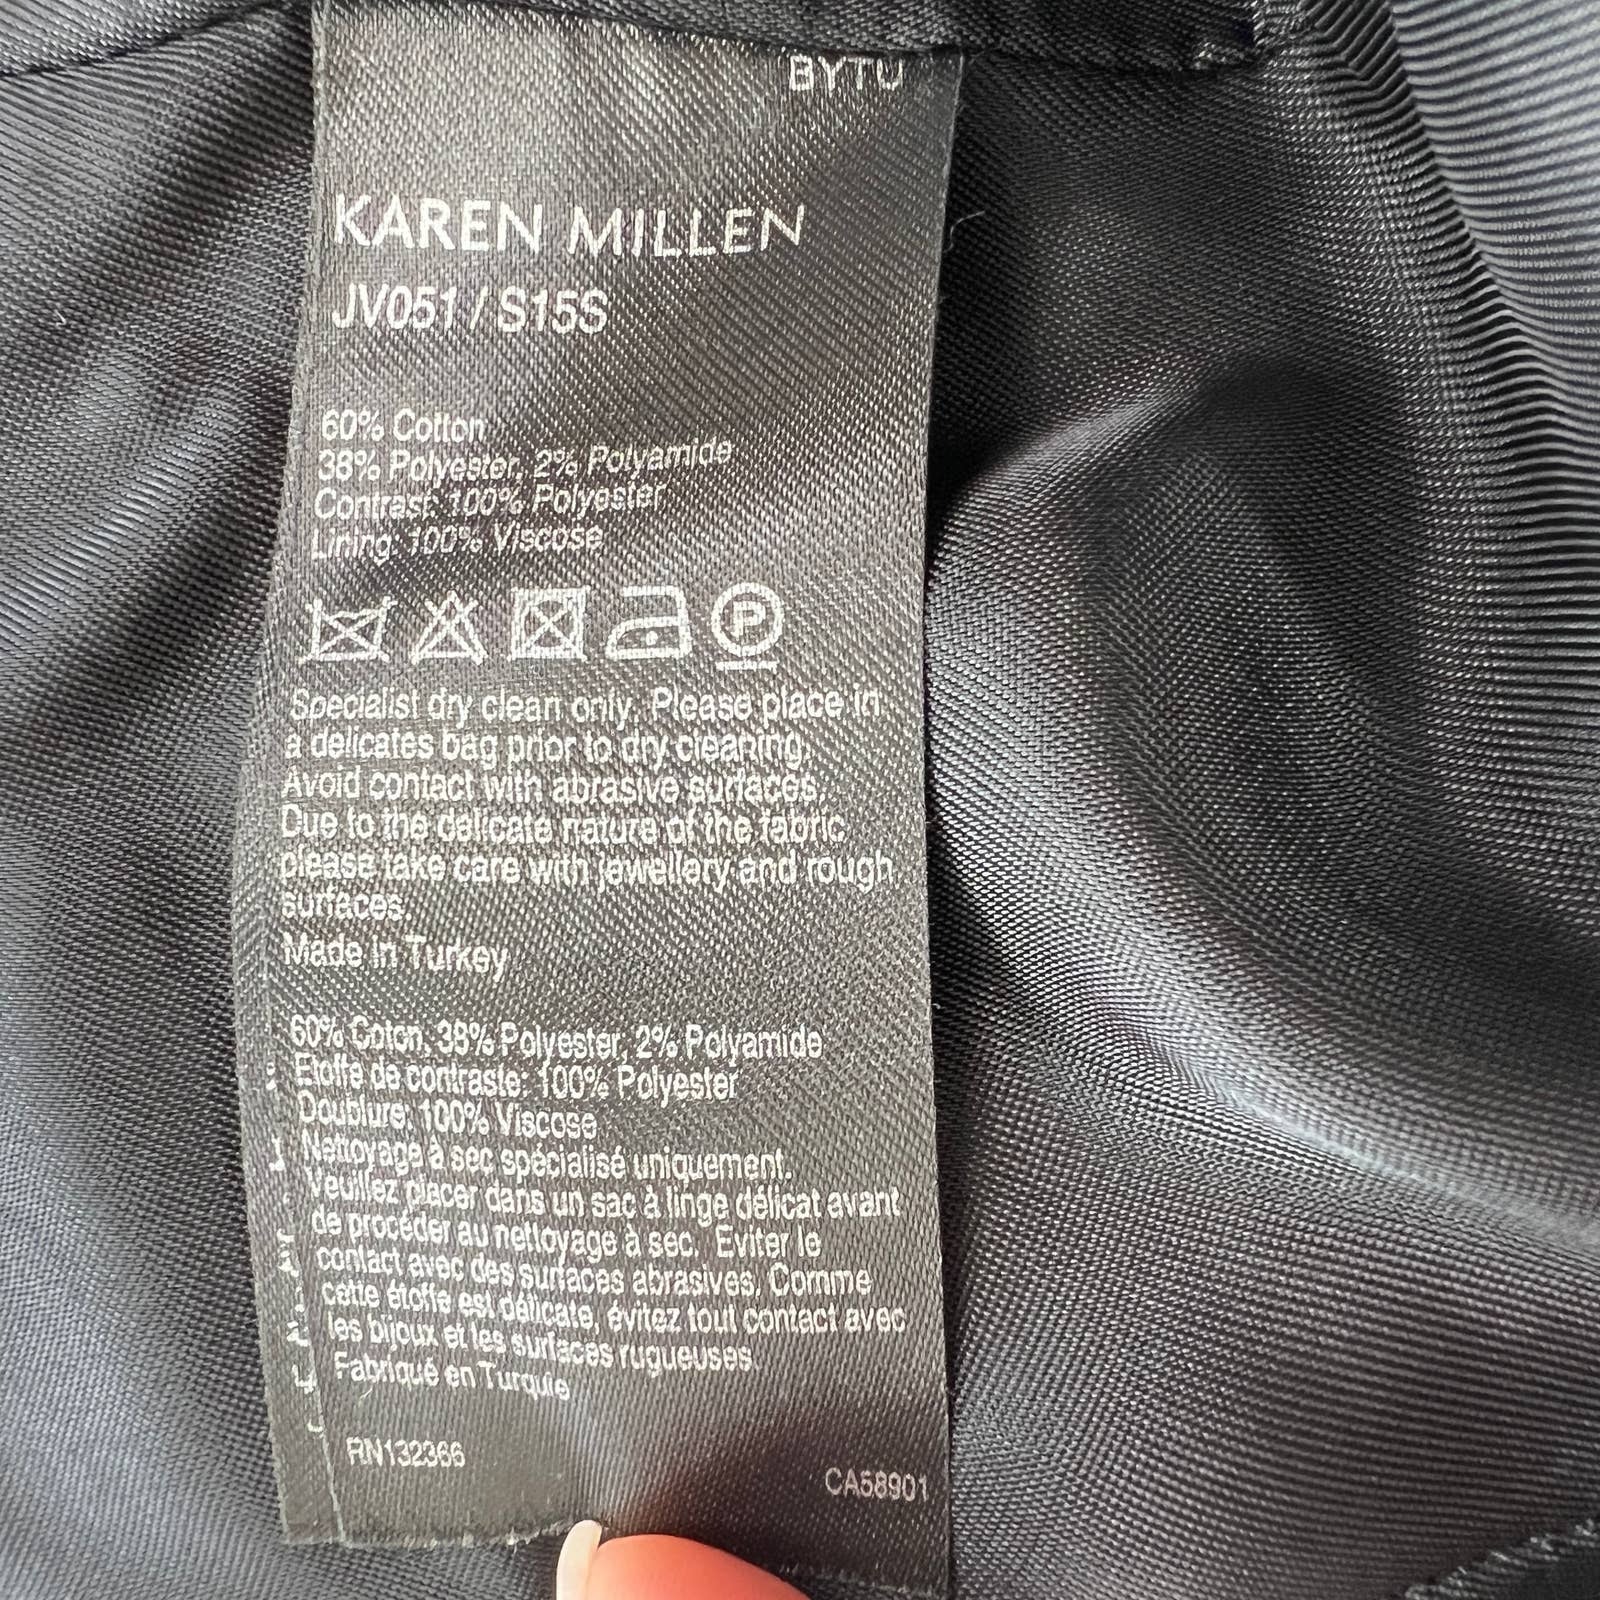 BYTU
KAREN MILLEN
JV051 / S15S
60% Cotton
38% Polyester, 2% Polyamide
Contrast: 100% Polyester
Lining: 100% Viscose
P
Specialist dry clean only. Please place in
a delicates bag prior to dry cleaning.
Avoid contact with abrasive surfaces.
Due to the delicate nature of the fabric
please take care with jewellery and rough
surfaces.
Made in Turkey
60% Coton, 38% Polyester, 2% Polyamide
Etoffe de contraste: 100% Polyester
Doublure: 100% Viscose
Nettoyage à sec spécialisé uniquement.
Veuillez placer dans un sac à linge délicat avant
de procéder au nettoyage à sec. Eviter le
contact avec des surfaces abrasives. Comme
cette étoffe est délicate, évitez tout contact avec
les bijoux et les surfaces rugueuses.
Fabriqué en Turquie
RN132366
CA58901